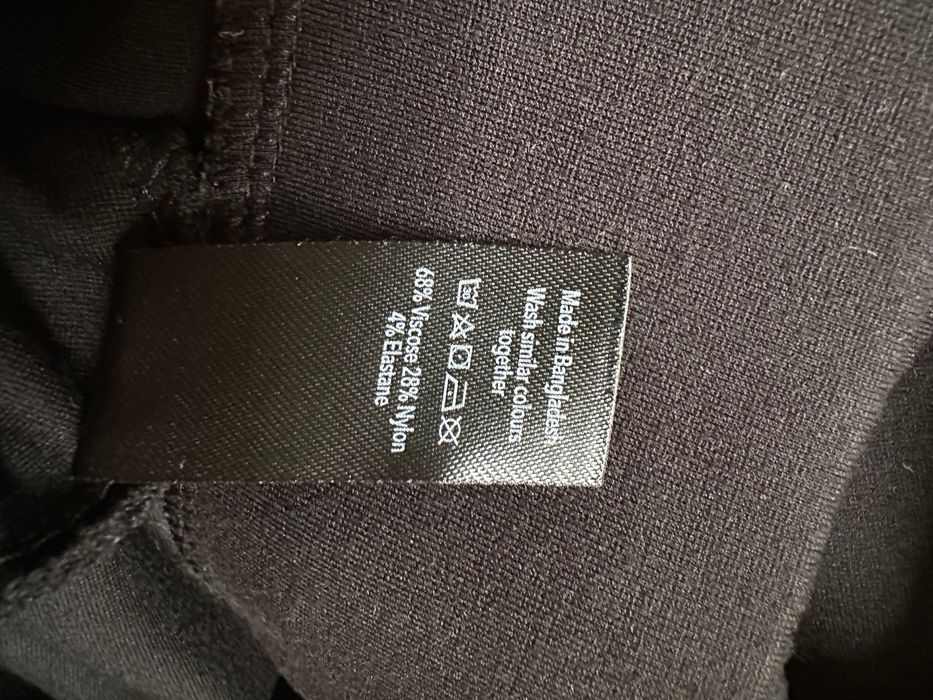 Made in Bangladesh
Wash similar colours
together
68% Viscose 28% Nylon
4% Elastane